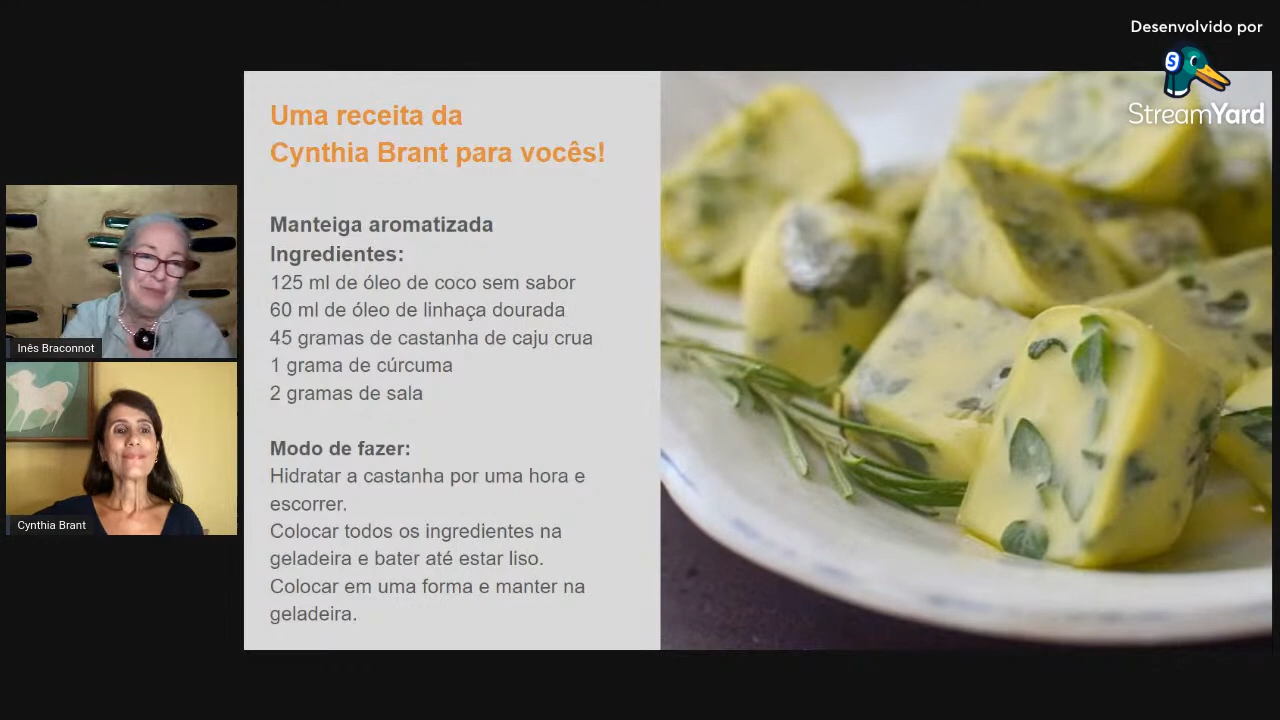 Desenvolvido por
StreamYard
Uma receita da
Cynthia Brant para vocês!
Manteiga aromatizada
Ingredientes:
125 ml de óleo de coco sem sabor
60 ml de óleo de linhaça dourada
45 gramas de castanha de caju crua
1 grama de cúrcuma
2 gramas de sala
Modo de fazer:
Hidratar a castanha por uma hora e
escorrer.
Colocar todos os ingredientes na
geladeira e bater até estar liso.
Colocar em uma forma e manter na
geladeira.
Inês Braconnot
Cynthia Brant